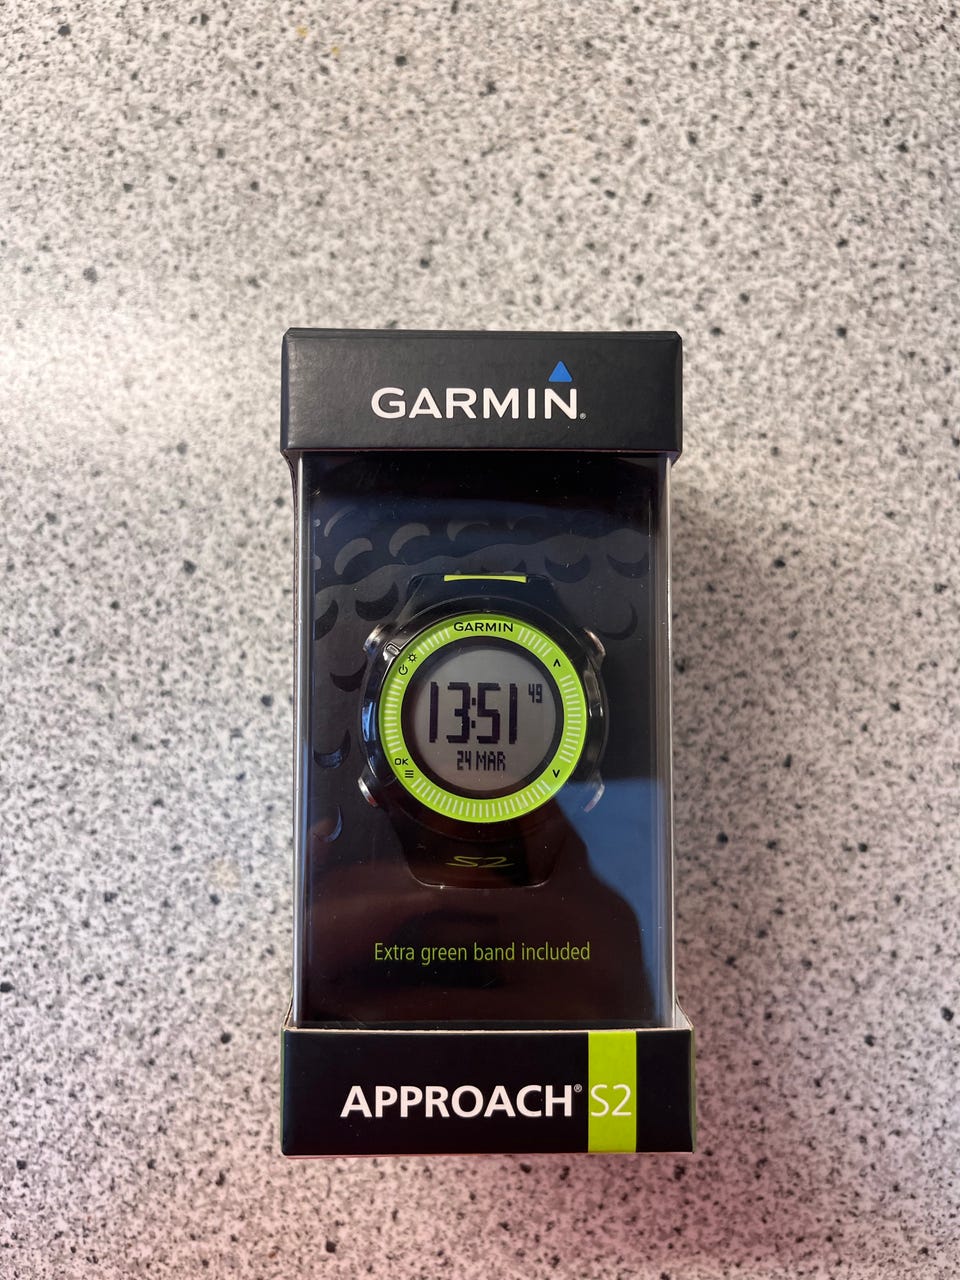 GARMIN®
GARMIN
13:51 49
24 MAR
OK
S2
Extra green band included
APPROACH® S2